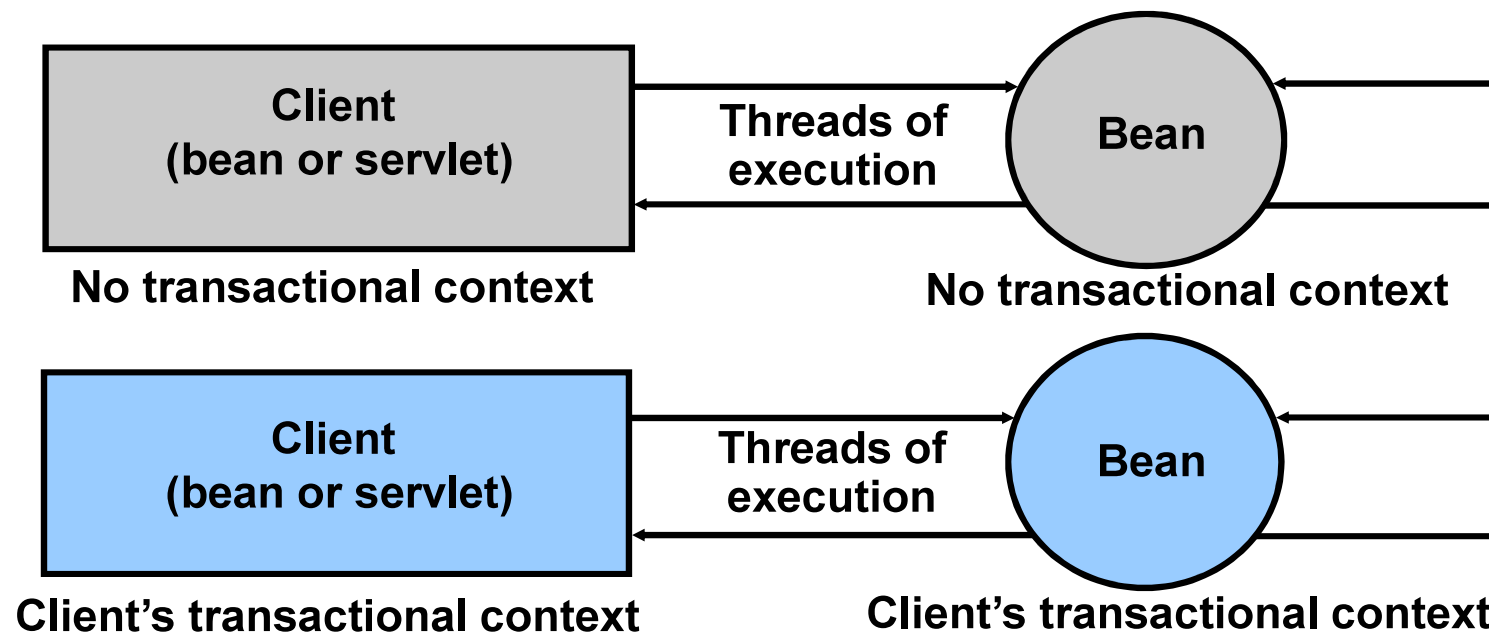 Client
(bean or servlet)
Threads of
execution
Bean
No transactional context
No transactional context
Client
(bean or servlet)
Threads of
execution
Bean
Client’s transactional context
Client’s transactional context